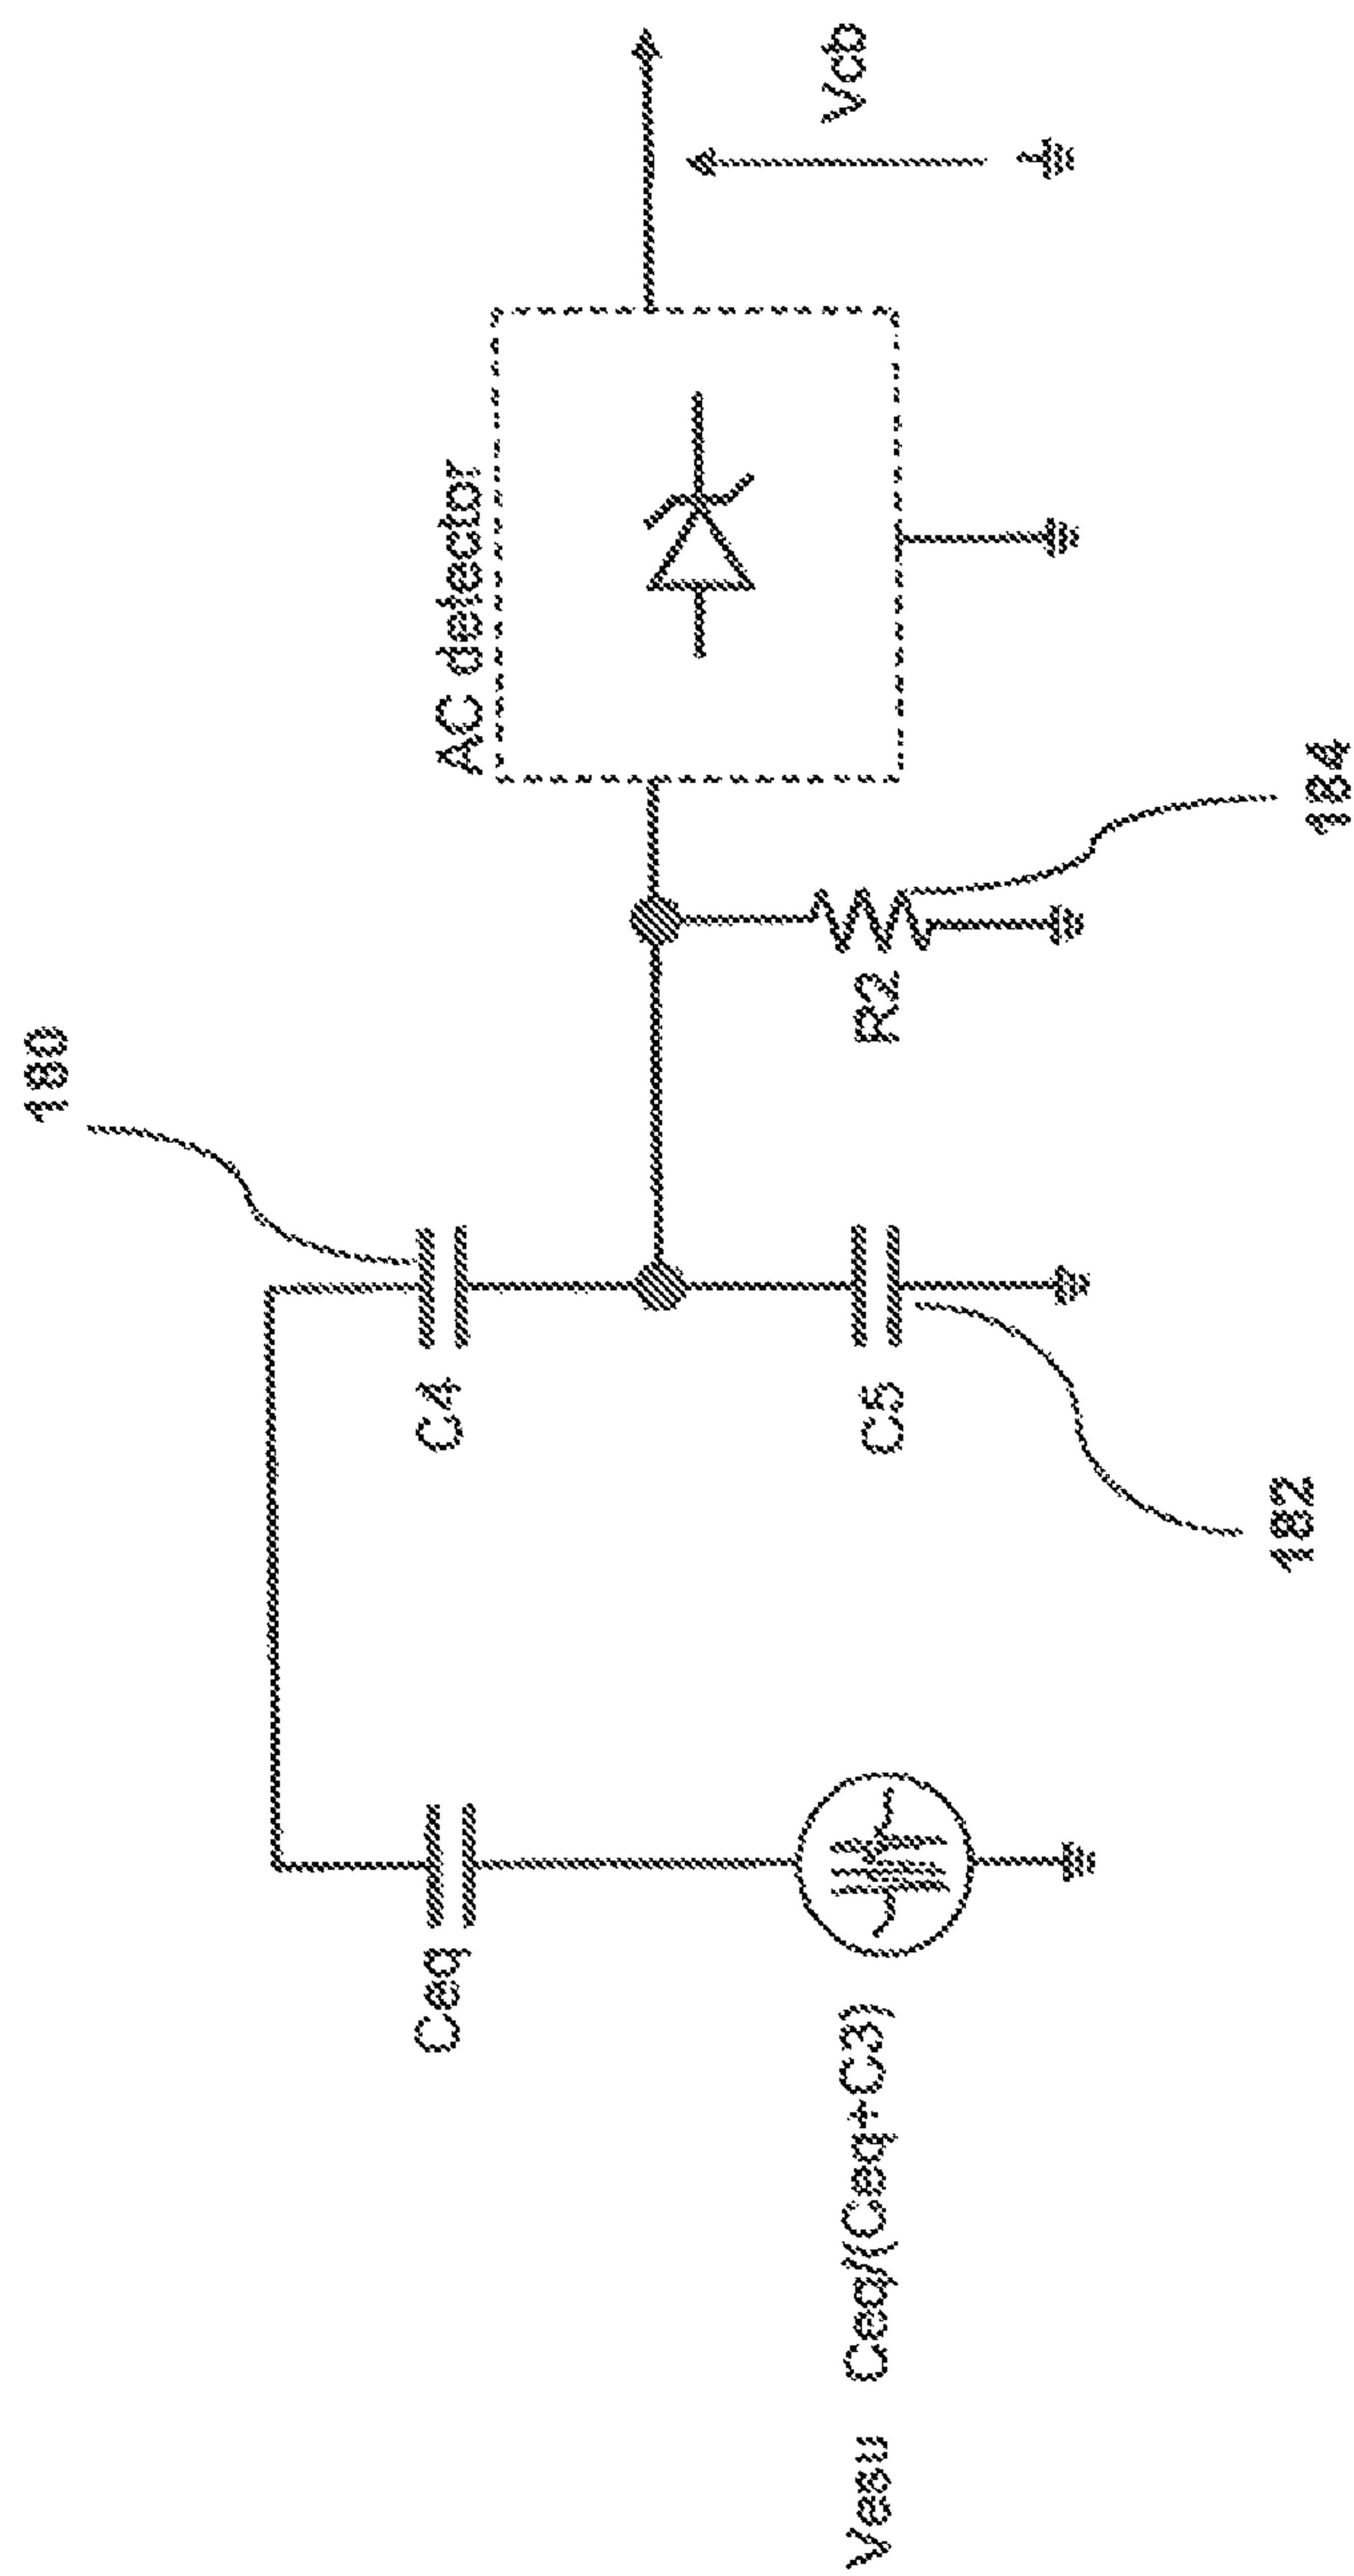 180
AC detector
Vcb
Ceq
C4
Vesu Ceq/(Ceq+C3)
C5
R2
182
184